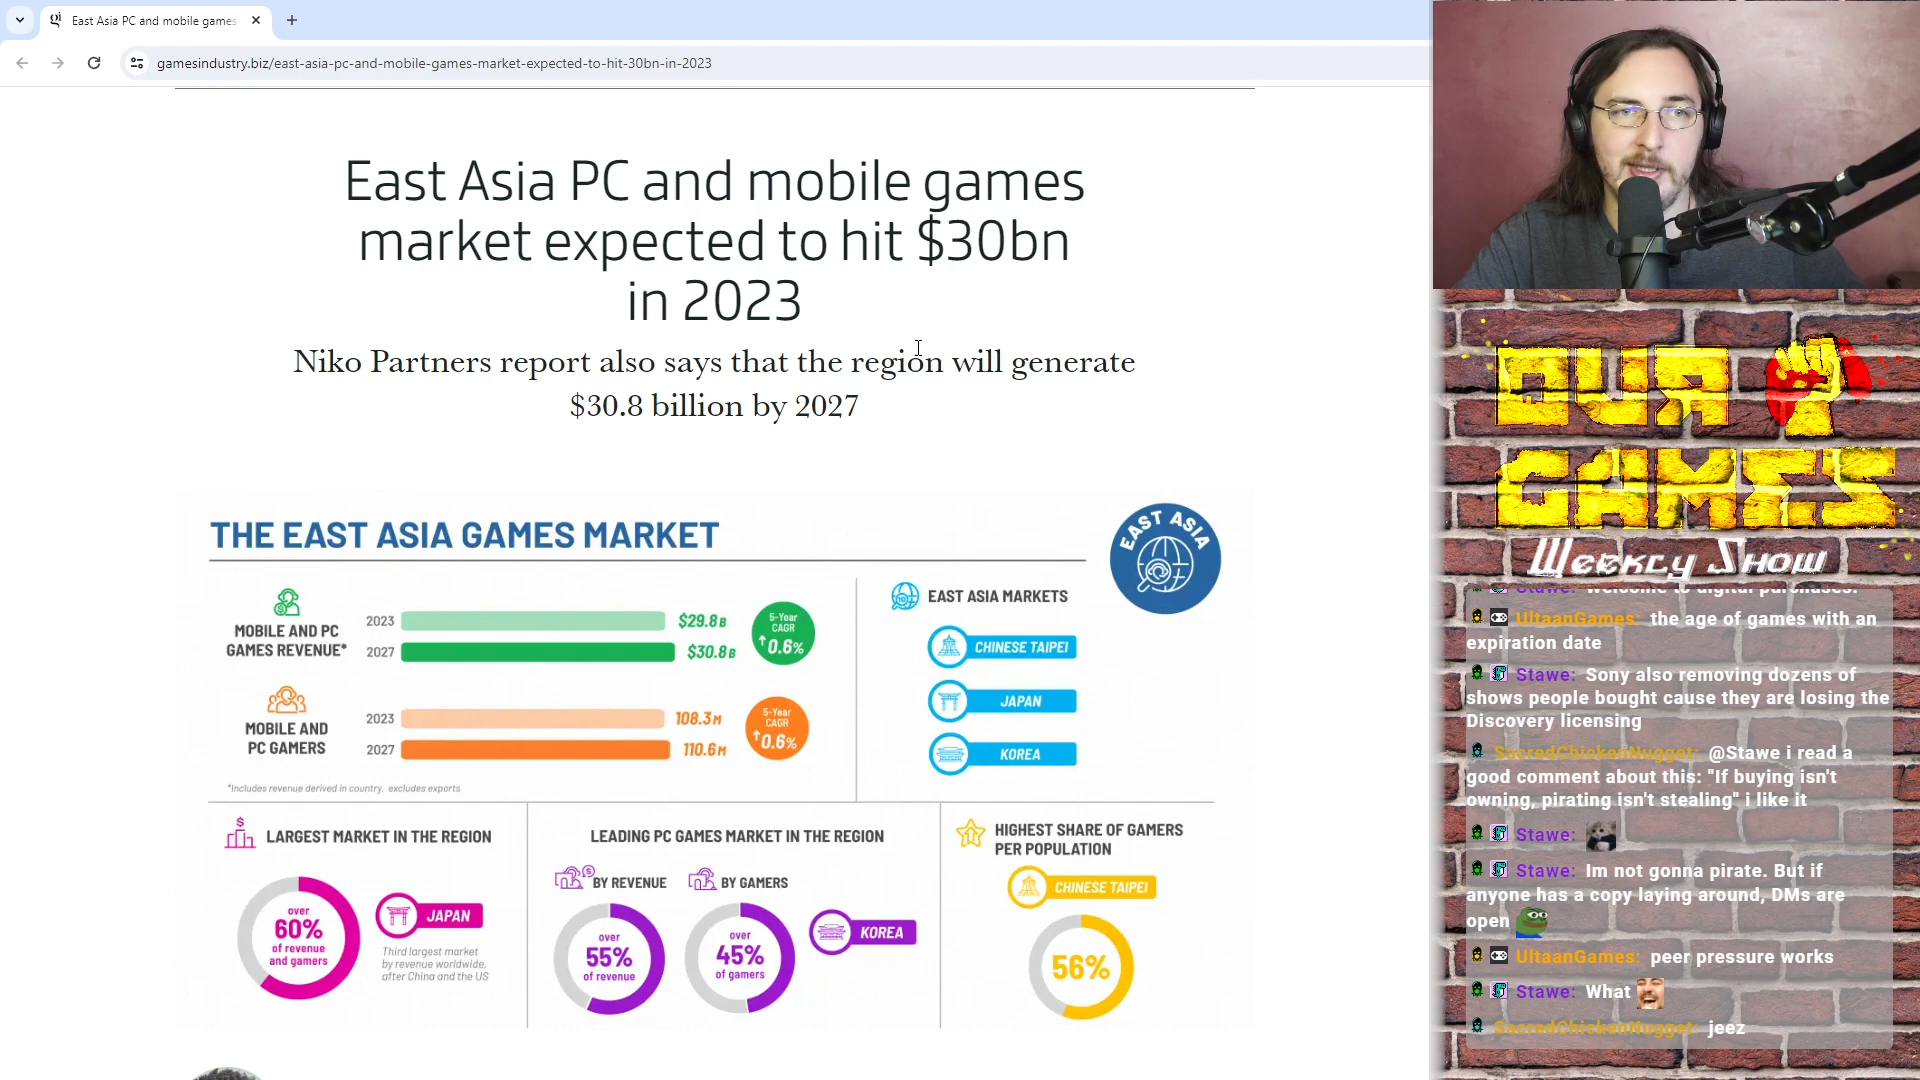 East Asia PC and mobile games
gamesindustry.biz/east-asia-pc-and-mobile-games-market-expected-to-hit-30bn-in-2023
East Asia PC and mobile games
market expected to hit $30bn
in 2023
Niko Partners report also says that the region will generate
$30.8 billion by 2027
THE EAST ASIA GAMES MARKET
EAST ASIA
MOBILE AND PC
GAMES REVENUE*
2023
$29.8B
2027
$30.8B
5-Year
CAGR
↑0.6%
MOBILE AND
PC GAMERS
2023
108.3M
2027
110.6M
5-Year
CAGR
↑0.6%
*Includes revenue derived in country, excludes exports
EAST ASIA MARKETS
CHINESE TAIPEI
JAPAN
KOREA
LARGEST MARKET IN THE REGION
over
60%
of revenue
and gamers
JAPAN
Third largest market
by revenue worldwide,
after China and the US
LEADING PC GAMES MARKET IN THE REGION
BY REVENUE
BY GAMERS
over
55%
of revenue
over
45%
of gamers
KOREA
HIGHEST SHARE OF GAMERS
PER POPULATION
CHINESE TAIPEI
56%
OUR
GAMES
Weekly Show
Stawe: welcome to digital purchases.
UltaanGames: the age of games with an
expiration date
Stawe: Sony also removing dozens of
shows people bought cause they are losing the
Discovery licensing
SacredChickenNugget: @Stawe i read a
good comment about this: "If buying isn't
owning, pirating isn't stealing" i like it
Stawe:
Stawe: Im not gonna pirate. But if
anyone has a copy laying around, DMs are
open
UltaanGames: peer pressure works
Stawe: What
SacredChickenNugget: jeez